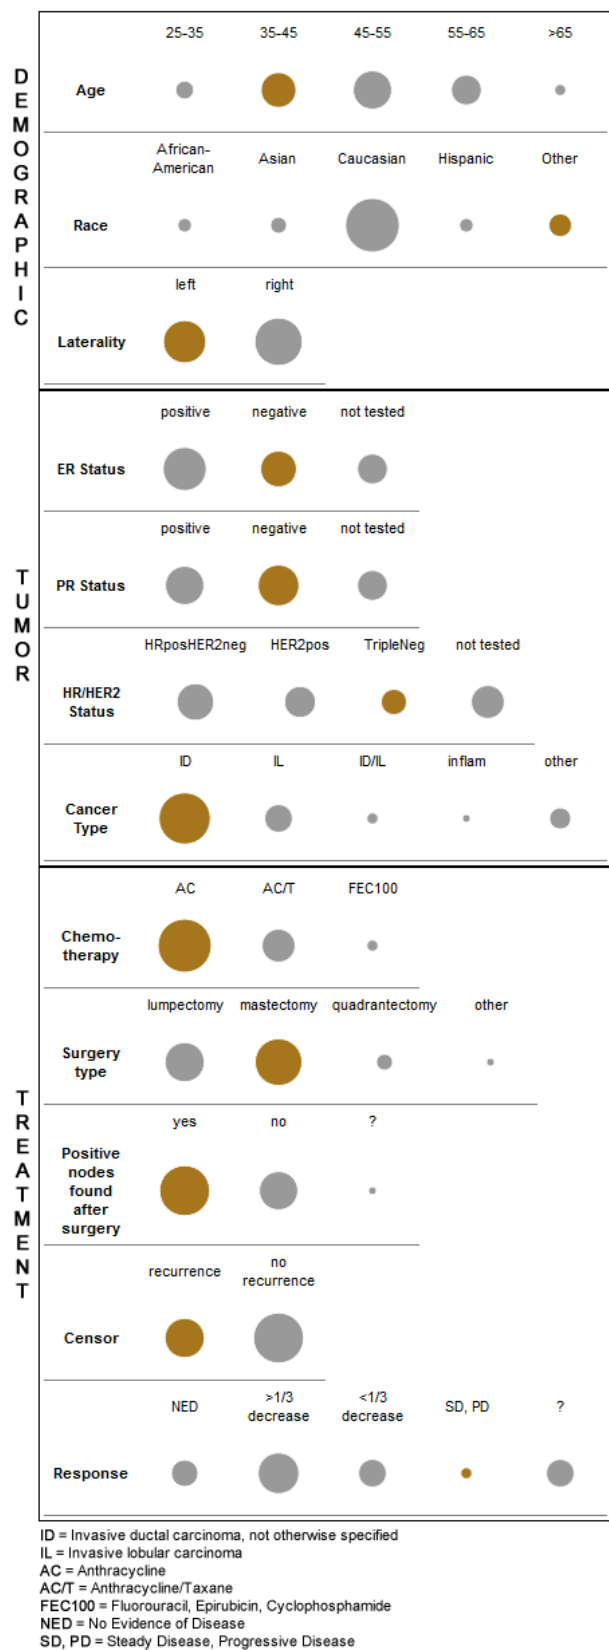 DEMOGRAPHIC
25-35 35-45 45-55 55-65 >65
Age
African-
American Asian Caucasian Hispanic Other
Race
left right
Laterality
TUMOR
positive negative not tested
ER Status
positive negative not tested
PR Status
HRposHER2neg HER2pos TripleNeg not tested
HR/HER2
Status
ID IL ID/IL inflam other
Cancer
Type
TREATMENT
AC AC/T FEC100
Chemo-
therapy
lumpectomy mastectomy quadrantectomy other
Surgery
type
yes no ?
Positive
nodes
found
after
surgery
recurrence no
recurrence
Censor
NED >1/3
decrease <1/3
decrease SD, PD ?
Response
ID = Invasive ductal carcinoma, not otherwise specified
IL = Invasive lobular carcinoma
AC = Anthracycline
AC/T = Anthracycline/Taxane
FEC100 = Fluorouracil, Epirubicin, Cyclophosphamide
NED = No Evidence of Disease
SD, PD = Steady Disease, Progressive Disease